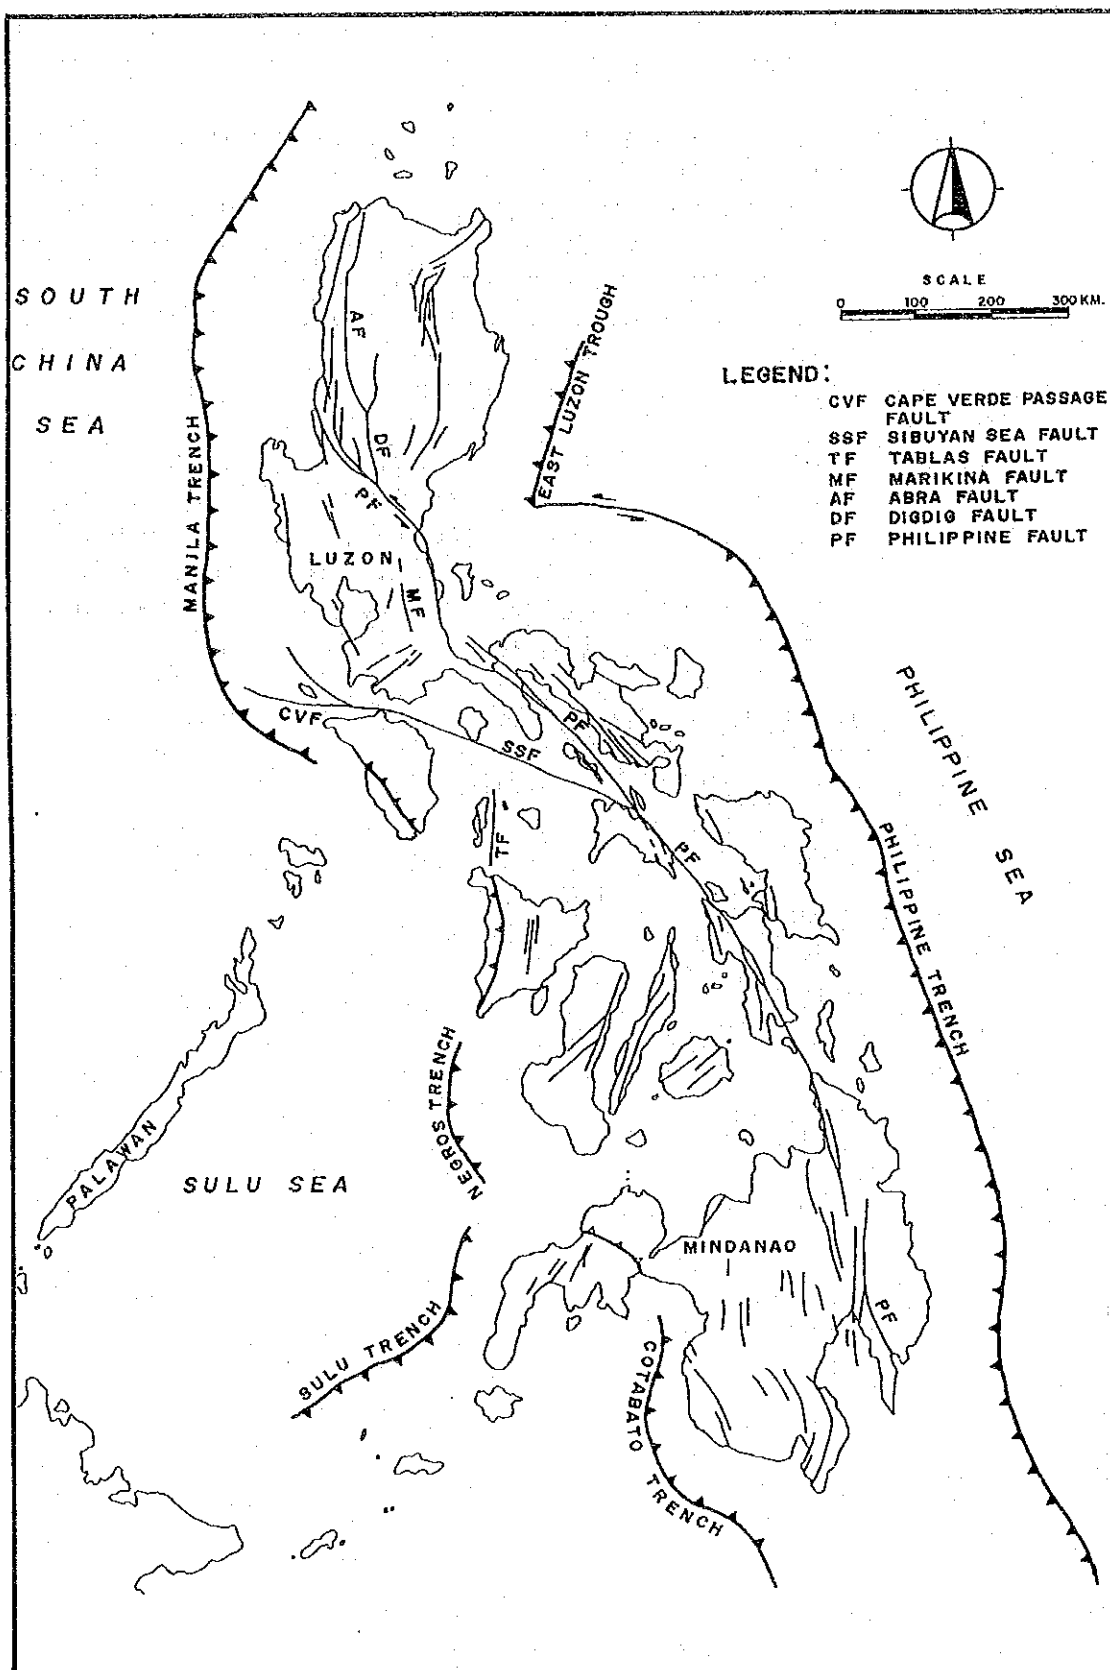 SCALE
0 100 200 300 KM.
SOUTH
CHINA
SEA
LEGEND:
CVF CAPE VERDE PASSAGE
FAULT
SSF SIBUYAN SEA FAULT
TF TABLAS FAULT
MF MARIKINA FAULT
AF ABRA FAULT
DF DIGDIG FAULT
PF PHILIPPINE FAULT
MANILA TRENCH
EAST LUZON TROUGH
AF
DF
PF
LUZON
MF
CVF
SSF
PF
TF
PF
PHILIPPINE SEA
PHILIPPINE TRENCH
NEGROS TRENCH
PALAWAN
SULU SEA
MINDANAO
PF
SULU TRENCH
COTABATO TRENCH